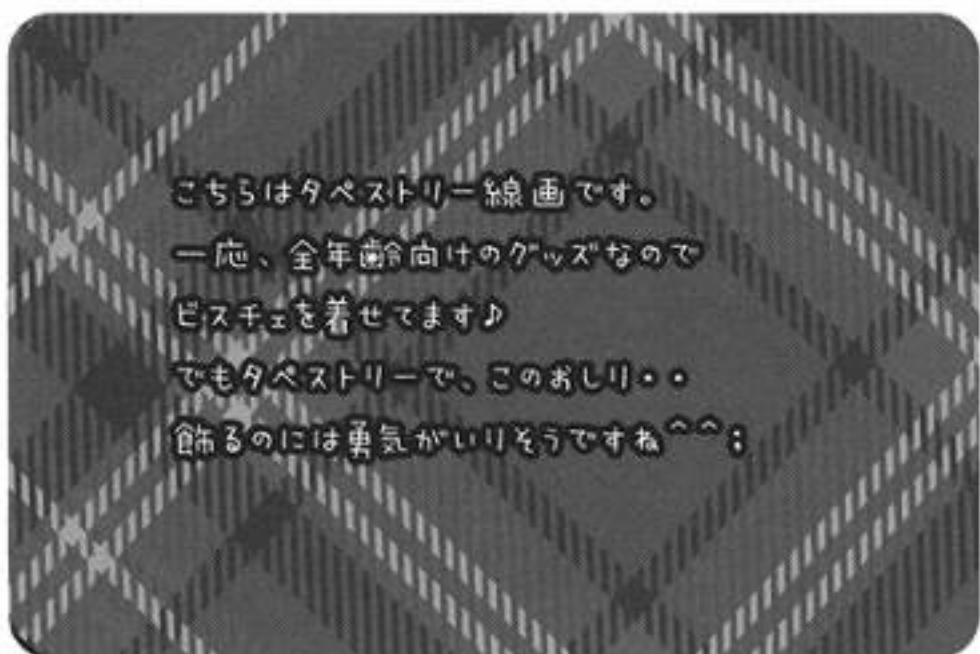 こちらはタペストリー線画です。
一応、全年齢向けのグッズなので
ビスチェを着せてます♪
でもタペストリーで、このおしり・・
飾るのには勇気がいりそうですね^^;